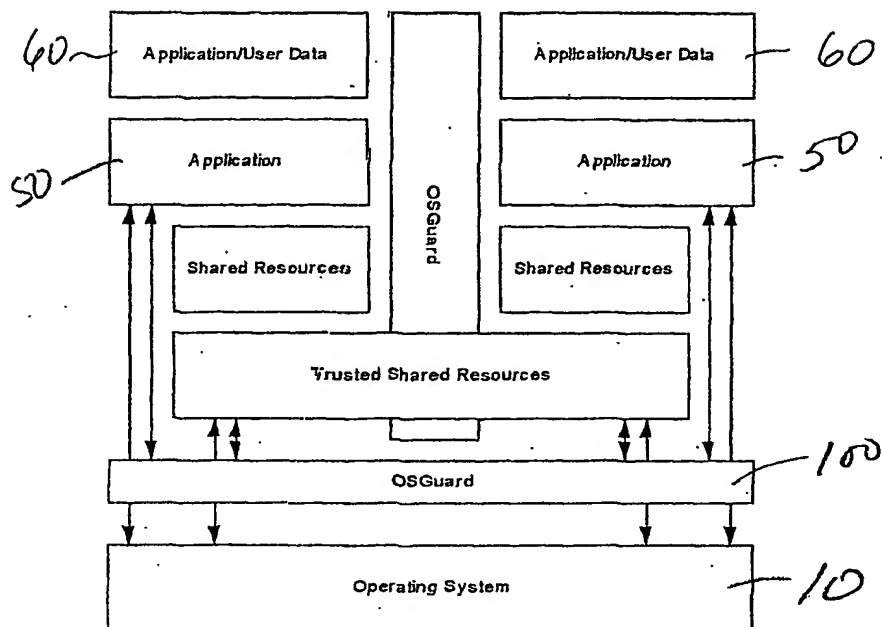 60 Application/User Data Application/User Data 60
50 Application Application 50
OSGuard
Shared Resources Shared Resources
Trusted Shared Resources
100
OSGuard
Operating System 10